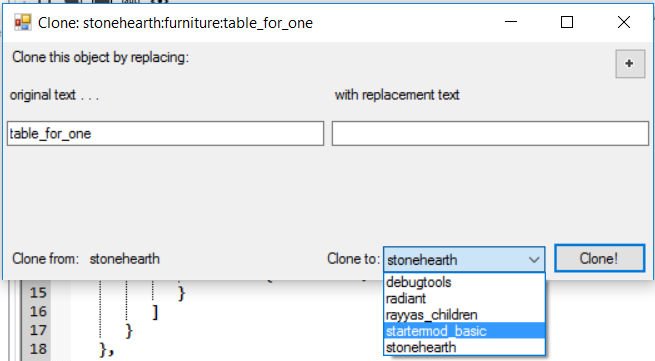 Clone: stonehearth:furniture:table_for_one
Clone this object by replacing:
+
original text . . .
with replacement text
table_for_one
Clone from: stonehearth
Clone to: stonehearth
Clone!
debugtools
radiant
rayyas_children
startermod_basic
stonehearth
15 }
16 ]
17 }
18 },